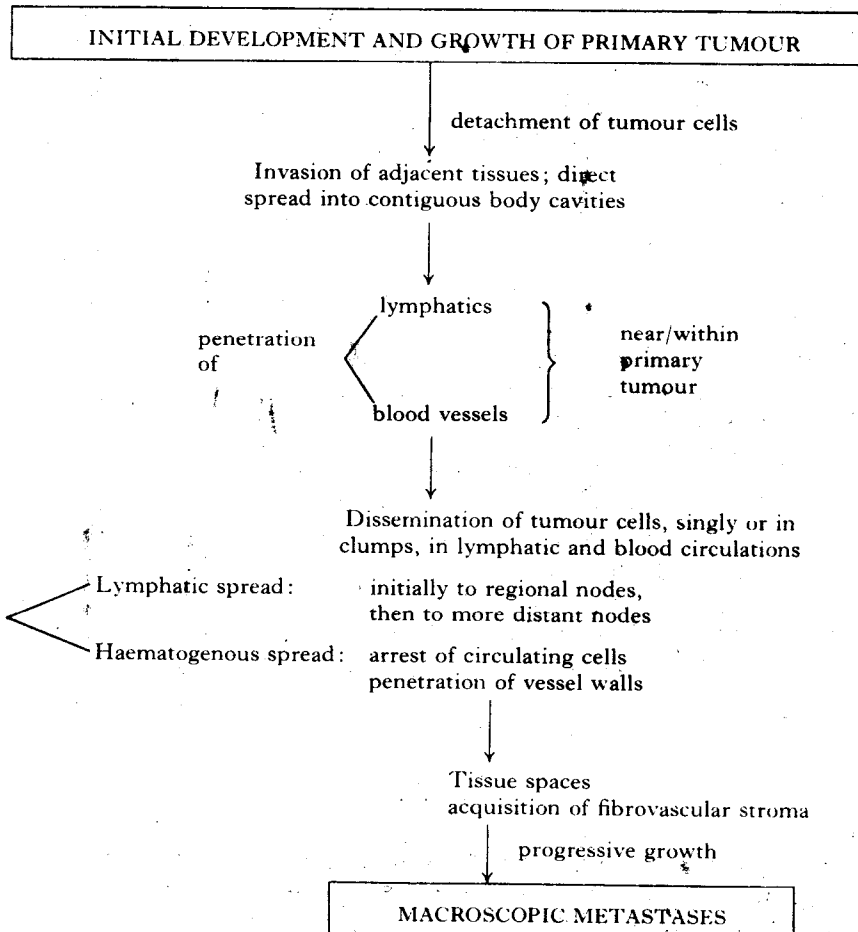 INITIAL DEVELOPMENT AND GROWTH OF PRIMARY TUMOUR
detachment of tumour cells
Invasion of adjacent tissues; direct
spread into contiguous body cavities
lymphatics
penetration
of
near/within
primary
tumour
blood vessels
Dissemination of tumour cells, singly or in
clumps, in lymphatic and blood circulations
Lymphatic spread: initially to regional nodes,
then to more distant nodes
Haematogenous spread: arrest of circulating cells
penetration of vessel walls
Tissue spaces
acquisition of fibrovascular stroma
progressive growth
MACROSCOPIC METASTASES